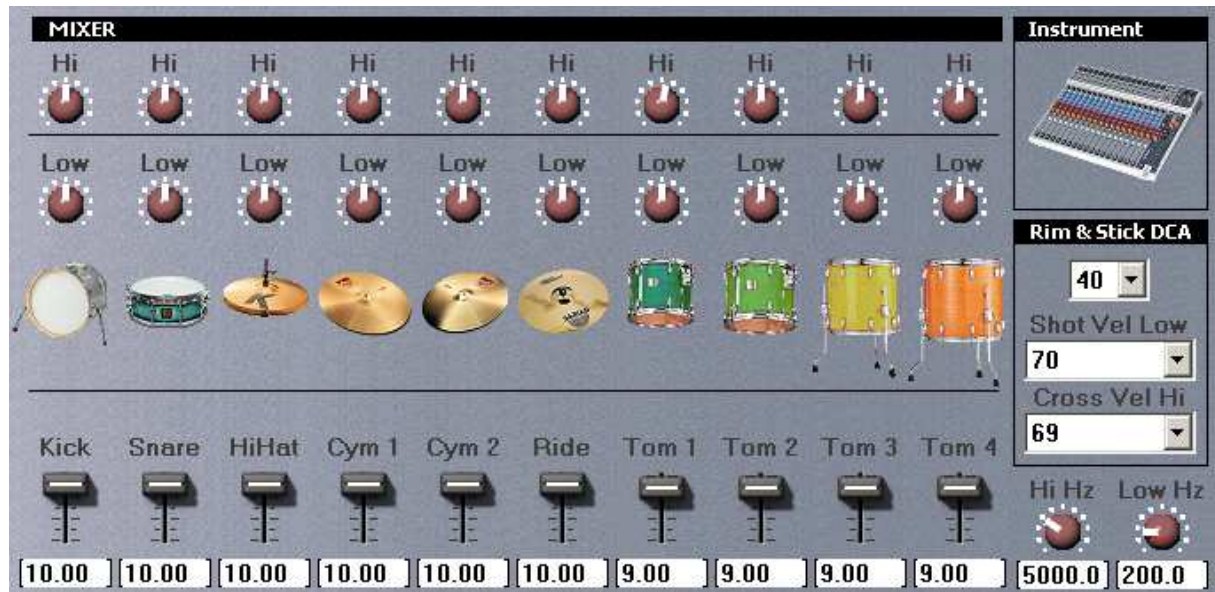 MIXER
Hi Hi Hi Hi Hi Hi Hi Hi Hi Hi
Low Low Low Low Low Low Low Low Low Low
Kick Snare HiHat Cym 1 Cym 2 Ride Tom 1 Tom 2 Tom 3 Tom 4
10.00 10.00 10.00 10.00 10.00 10.00 9.00 9.00 9.00 9.00
Instrument
Rim & Stick DCA
40
Shot Vel Low
70
Cross Vel Hi
69
Hi Hz Low Hz
5000.0 200.0